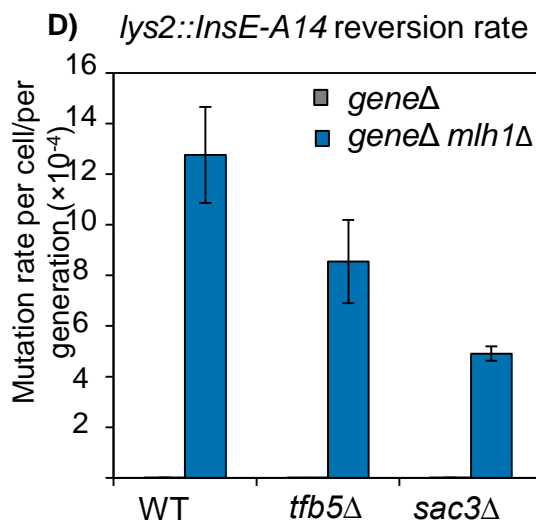 D) lys2::InsE-A14 reversion rate
Mutation rate per cell/per
generation (×10-4)
16
14
12
10
8
6
4
2
geneΔ
geneΔ mlh1Δ
WT tfb5Δ sac3Δ